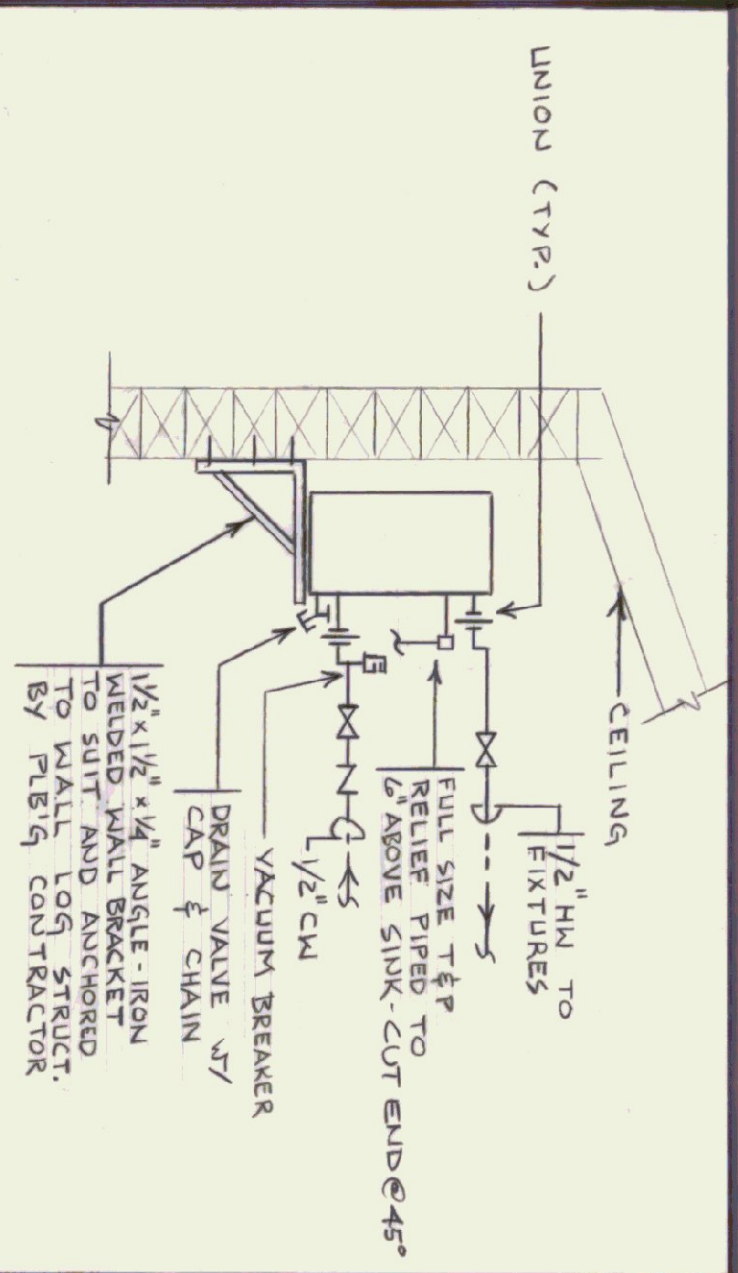 UNION (TYP.)
CEILING
1/2" HW TO
FIXTURES
FULL SIZE T&P
RELIEF PIPED TO
6" ABOVE SINK-CUT END@45°
1/2" CW
VACUUM BREAKER
DRAIN VALVE W/
CAP & CHAIN
1 1/2" x 1 1/2" x 1/4" ANGLE-IRON
WELDED WALL BRACKET
TO SUIT AND ANCHORED
TO WALL LOG STRUCT.
BY PLB'G CONTRACTOR